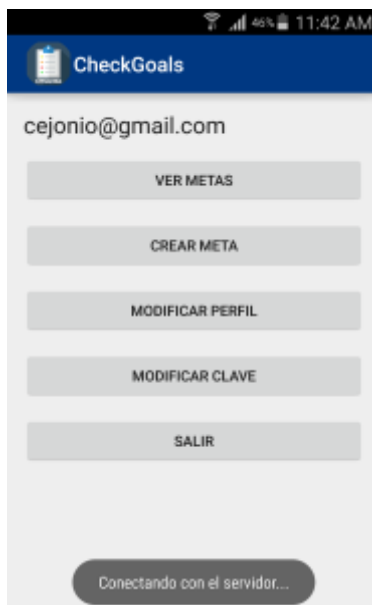 46% 11:42 AM
CheckGoals
cejonio@gmail.com
VER METAS
CREAR META
MODIFICAR PERFIL
MODIFICAR CLAVE
SALIR
Conectando con el servidor...